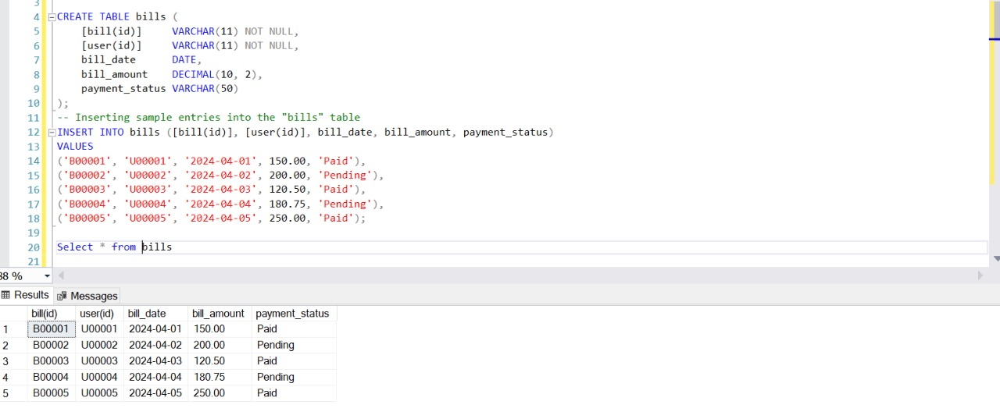 3
4 CREATE TABLE bills (
5 [bill(id)] VARCHAR(11) NOT NULL,
6 [user(id)] VARCHAR(11) NOT NULL,
7 bill_date DATE,
8 bill_amount DECIMAL(10, 2),
9 payment_status VARCHAR(50)
10 );
11 -- Inserting sample entries into the "bills" table
12 INSERT INTO bills ([bill(id)], [user(id)], bill_date, bill_amount, payment_status)
13 VALUES
14 ('B00001', 'U00001', '2024-04-01', 150.00, 'Paid'),
15 ('B00002', 'U00002', '2024-04-02', 200.00, 'Pending'),
16 ('B00003', 'U00003', '2024-04-03', 120.50, 'Paid'),
17 ('B00004', 'U00004', '2024-04-04', 180.75, 'Pending'),
18 ('B00005', 'U00005', '2024-04-05', 250.00, 'Paid');
19
20 Select * from bills
21
38 %
Results Messages
bill(id) user(id) bill_date bill_amount payment_status
1 B00001 U00001 2024-04-01 150.00 Paid
2 B00002 U00002 2024-04-02 200.00 Pending
3 B00003 U00003 2024-04-03 120.50 Paid
4 B00004 U00004 2024-04-04 180.75 Pending
5 B00005 U00005 2024-04-05 250.00 Paid